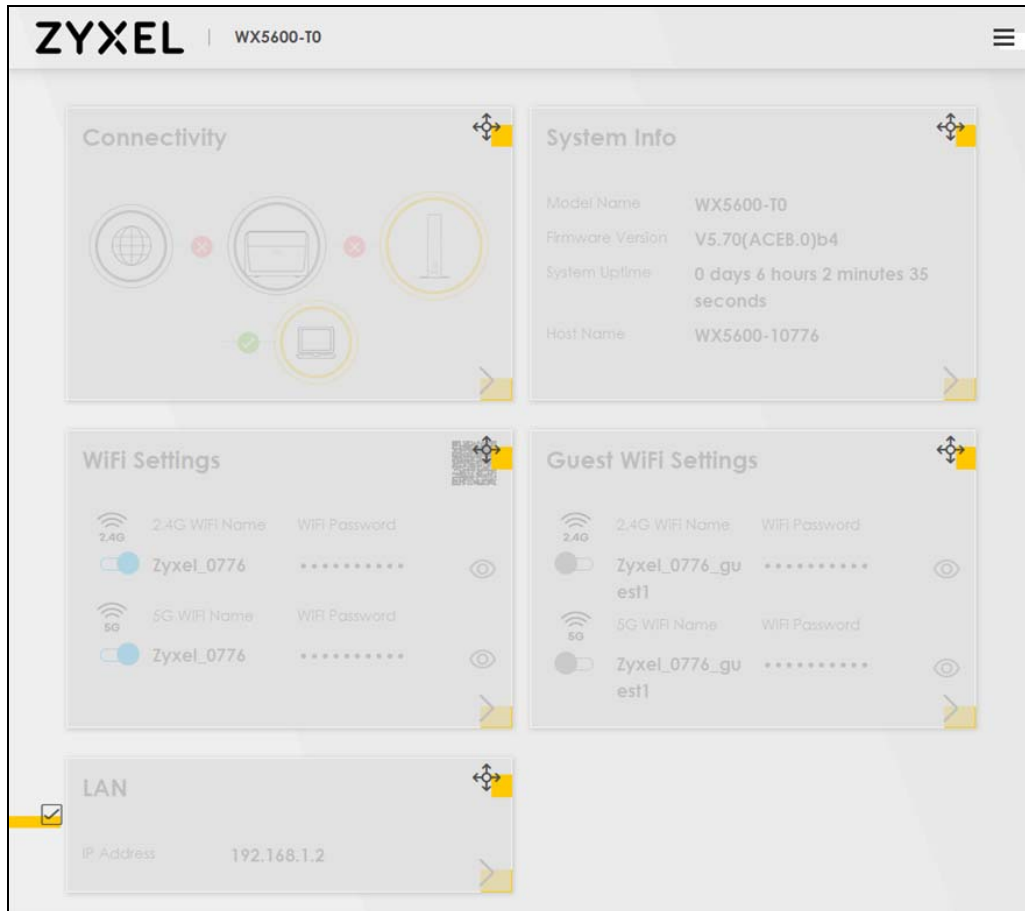 ZYXEL | WX5600-T0
Connectivity
System Info
Model Name WX5600-T0
Firmware Version V5.70(ACEB.0)b4
System Uptime 0 days 6 hours 2 minutes 35
seconds
Host Name WX5600-10776
WiFi Settings
2.4G WiFi Name WiFi Password
2.4G
Zyxel_0776 ••••••••••
5G WiFi Name WiFi Password
5G
Zyxel_0776 ••••••••••
Guest WiFi Settings
2.4G WiFi Name WiFi Password
2.4G
Zyxel_0776_gu ••••••••••
est1
5G WiFi Name WiFi Password
5G
Zyxel_0776_gu ••••••••••
est1
LAN
IP Address 192.168.1.2